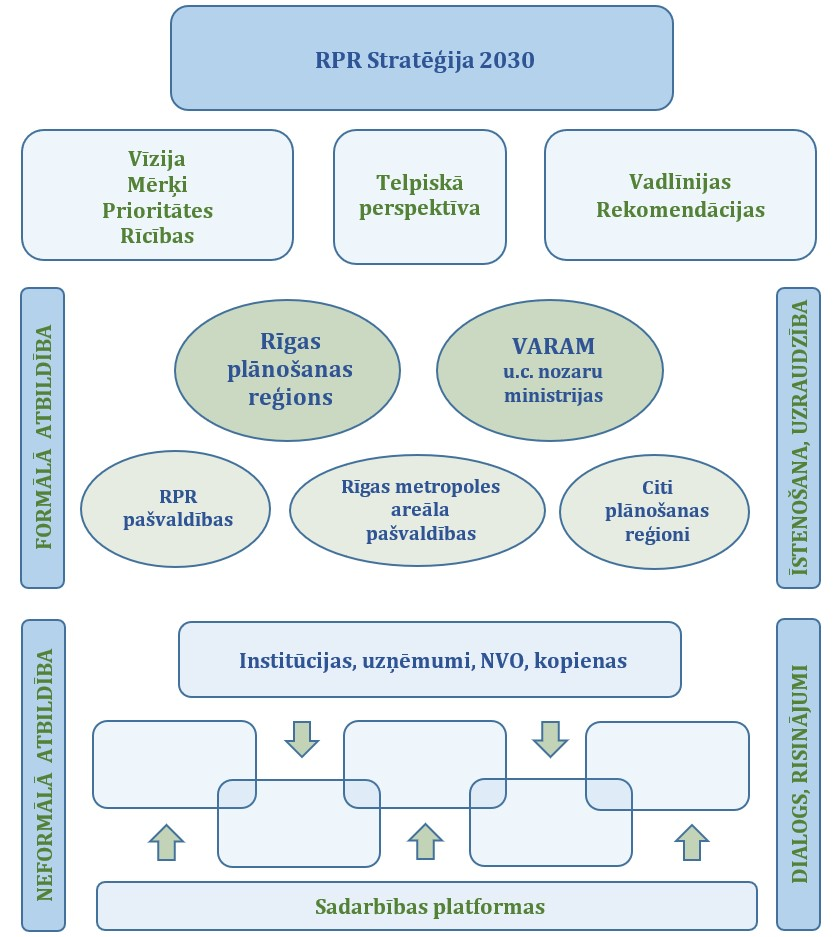 RPR Stratēģija 2030
Vīzija
Mērķi
Prioritātes
Rīcības
Telpiskā
perspektīva
Vadlīnijas
Rekomendācijas
FORMĀLĀ ATBILDĪBA
Rīgas
plānošanas
reģions
VARAM
u.c. nozaru
ministrijas
RPR
pašvaldības
Rīgas metropoles
areāla
pašvaldības
Citi
plānošanas
reģioni
ĪSTENOŠANA, UZRAUDZĪBA
NEFORMĀLĀ ATBILDĪBA
Institūcijas, uzņēmumi, NVO, kopienas
Sadarbības platformas
DIALOGS, RISINĀJUMI